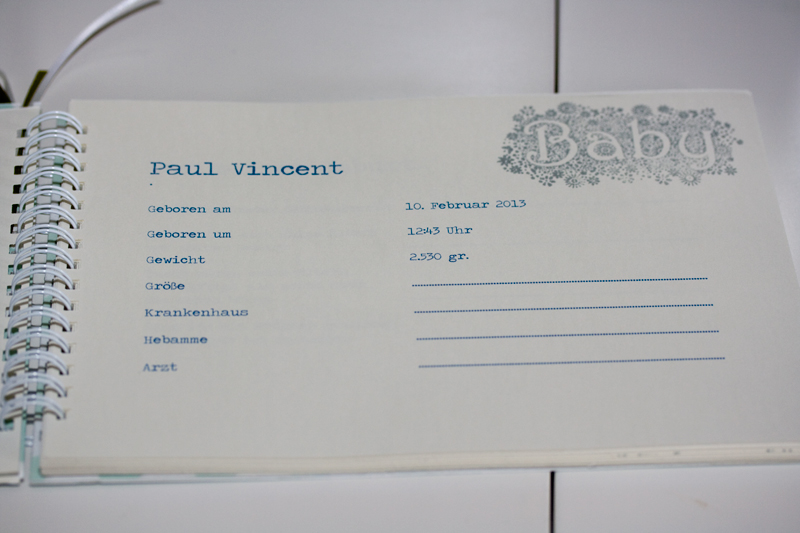 Baby
Paul Vincent
Geboren am 10. Februar 2013
Geboren um 12:43 Uhr
Gewicht 2.530 gr.
Größe
Krankenhaus
Hebamme
Arzt